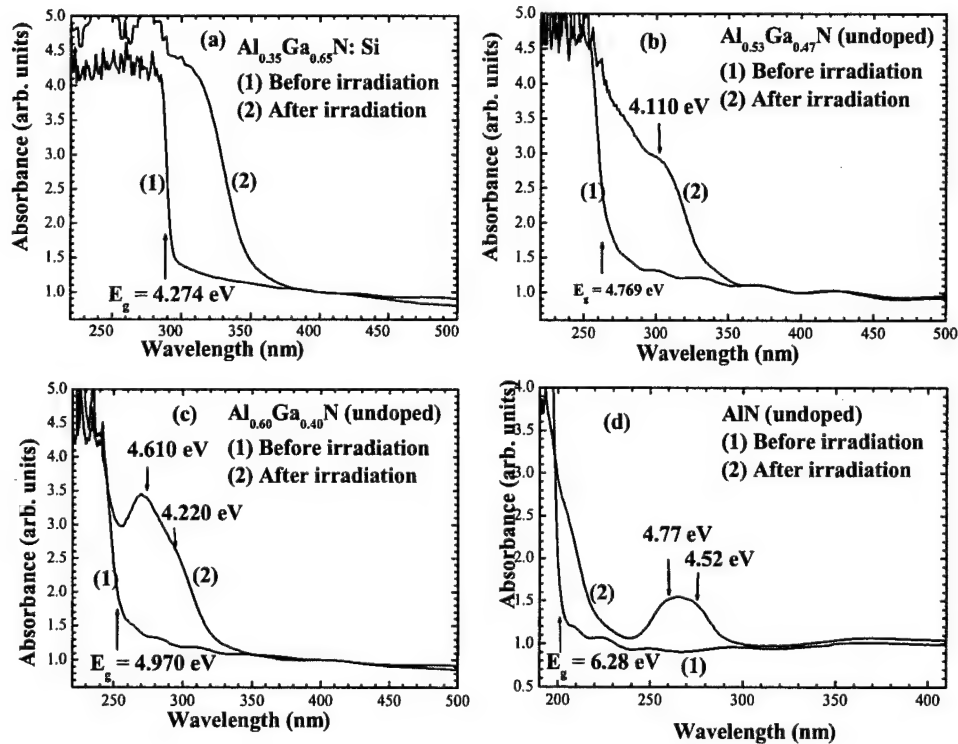 (a) Al0.35Ga0.65N: Si
(1) Before irradiation
(2) After irradiation
(1)
(2)
Eg = 4.274 eV
Absorbance (arb. units)
5.0
4.5
4.0
3.5
3.0
2.5
2.0
1.5
1.0
250 300 350 400 450 500
Wavelength (nm)
(b) Al0.53Ga0.47N (undoped)
(1) Before irradiation
(2) After irradiation
4.110 eV
(1)
(2)
Eg = 4.769 eV
Absorbance (arb. units)
5.0
4.5
4.0
3.5
3.0
2.5
2.0
1.5
1.0
250 300 350 400 450 500
Wavelength (nm)
(c) Al0.60Ga0.40N (undoped)
(1) Before irradiation
(2) After irradiation
4.610 eV
4.220 eV
(1)
(2)
Eg = 4.970 eV
Absorbance (arb. units)
5.0
4.5
4.0
3.5
3.0
2.5
2.0
1.5
1.0
250 300 350 400 450 500
Wavelength (nm)
(d) AlN (undoped)
(1) Before irradiation
(2) After irradiation
4.77 eV
4.52 eV
(2)
Eg = 6.28 eV
(1)
Absorbance (arb. units)
4.0
3.5
3.0
2.5
2.0
1.5
1.0
0.5
200 250 300 350 400
Wavelength (nm)